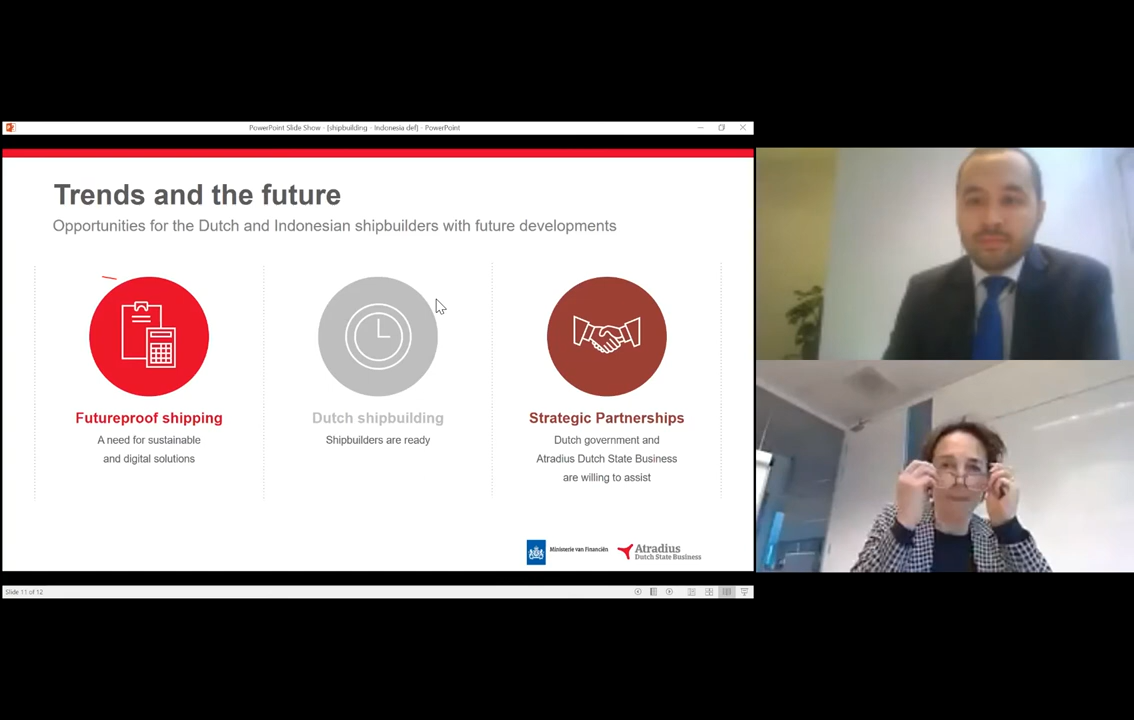 PowerPoint Slide Show - [shipbuilding - Indonesia def] - PowerPoint
Trends and the future
Opportunities for the Dutch and Indonesian shipbuilders with future developments
Futureproof shipping
A need for sustainable
and digital solutions
Dutch shipbuilding
Shipbuilders are ready
Strategic Partnerships
Dutch government and
Atradius Dutch State Business
are willing to assist
Ministerie van Financiën
Atradius
Dutch State Business
Slide 11 of 12